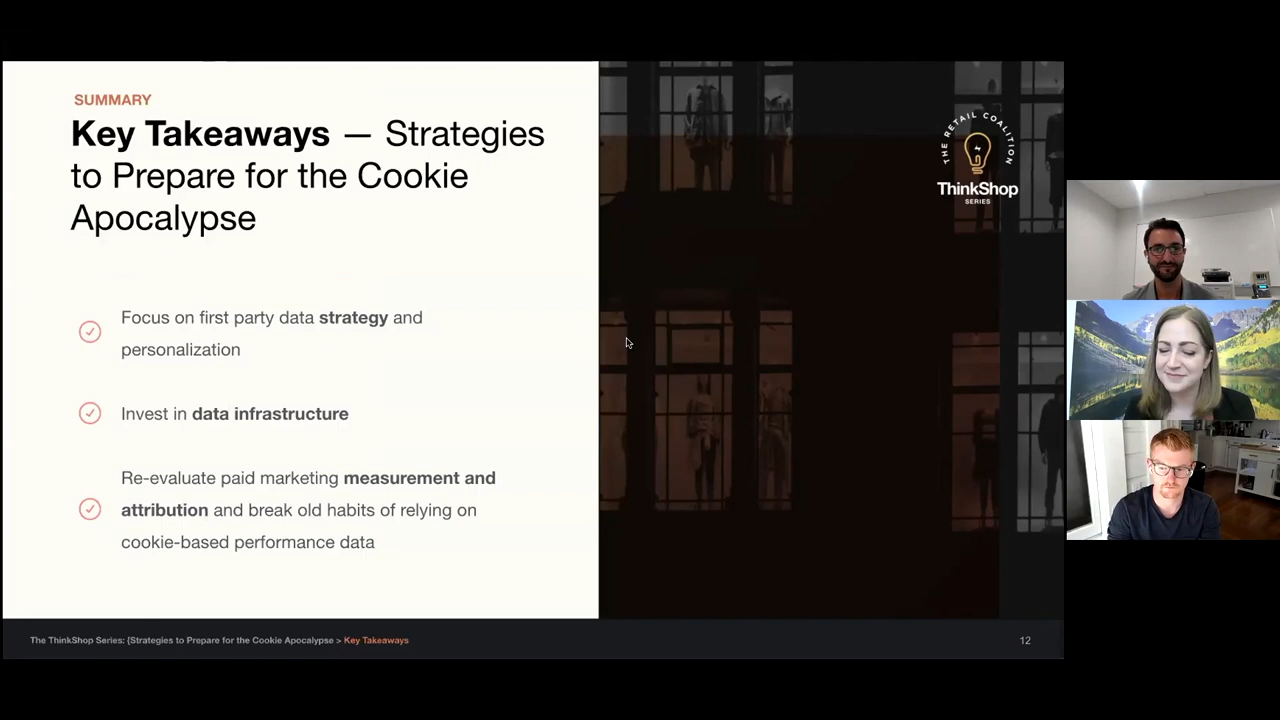 SUMMARY
Key Takeaways — Strategies
to Prepare for the Cookie
Apocalypse
Focus on first party data strategy and
personalization
Invest in data infrastructure
Re-evaluate paid marketing measurement and
attribution and break old habits of relying on
cookie-based performance data
THE RETAIL COALITION
ThinkShop
SERIES
The ThinkShop Series: {Strategies to Prepare for the Cookie Apocalypse > Key Takeaways
12